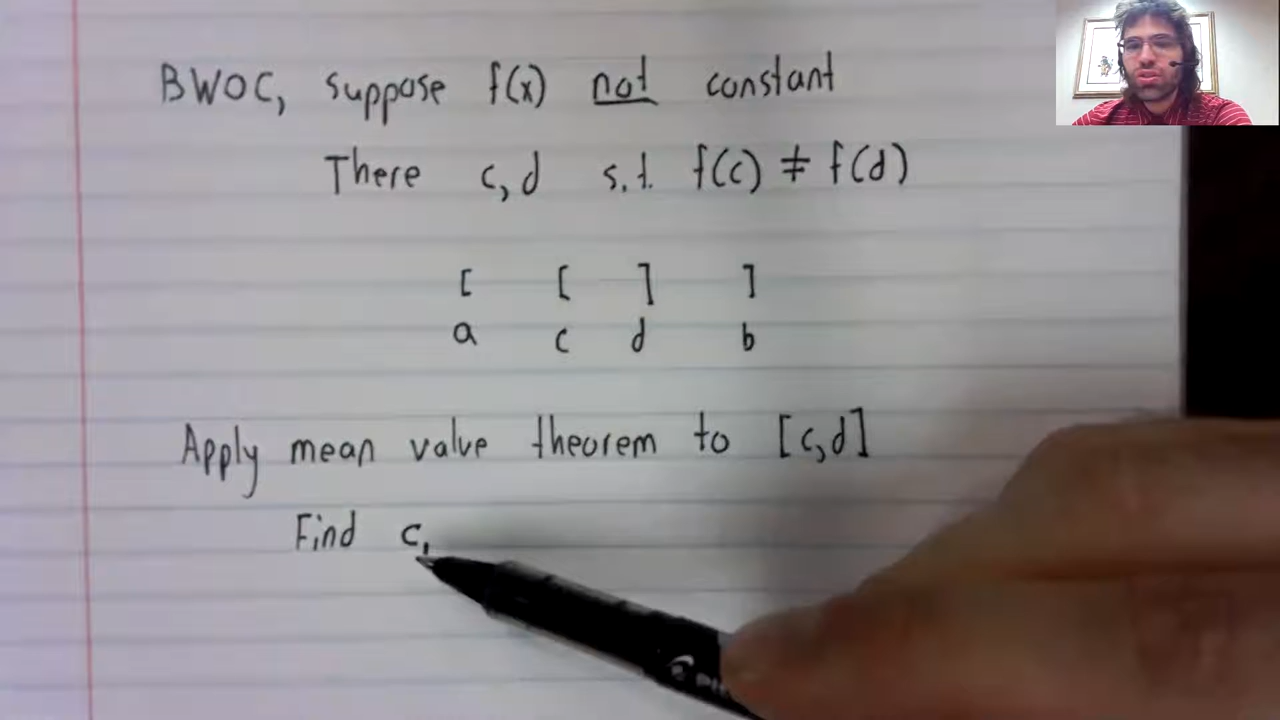 BWOC, suppose f(x) not constant
There c, d s.t. f(c) ≠ f(d)
[ [ ] ]
a c d b
Apply mean value theorem to [c,d]
Find c,